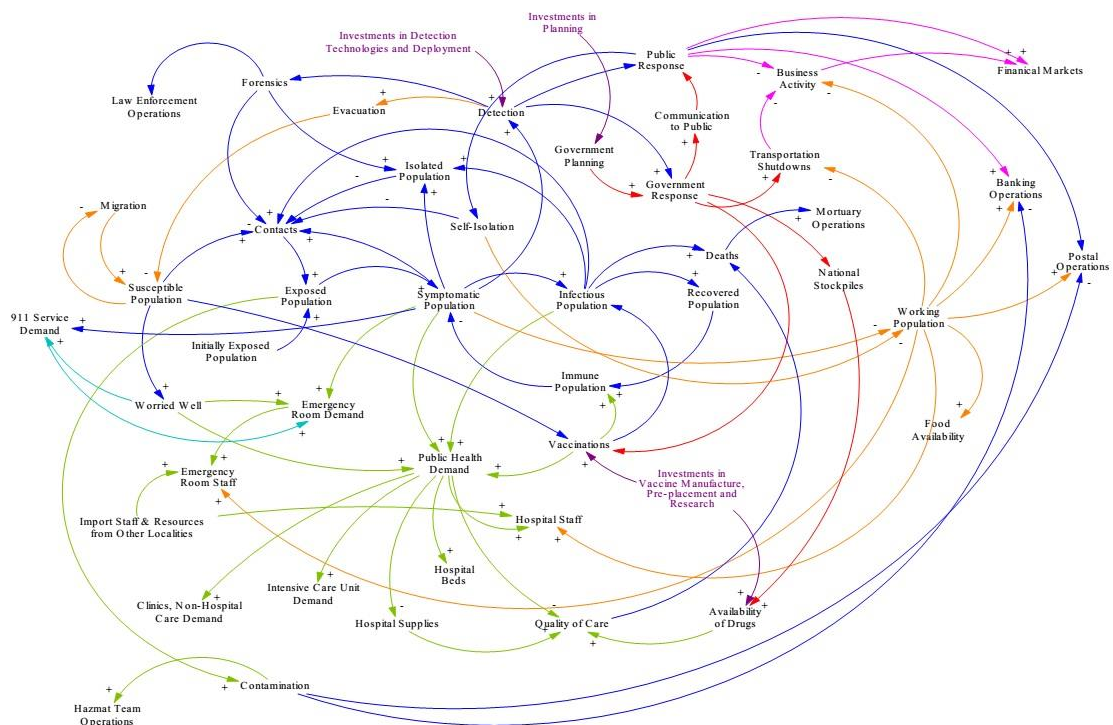 Investments in
Planning
Investments in Detection
Technologies and Deployment
Public
Response
Finanical Markets
Business
Activity
Forensics
Law Enforcement
Operations
Evacuation
Detection
Communication
to Public
Government
Planning
Transportation
Shutdowns
Isolated
Population
Government
Response
Banking
Operations
Migration
Mortuary
Operations
Contacts
Self-Isolation
Deaths
Postal
Operations
National
Stockpiles
Susceptible
Population
Exposed
Population
Symptomatic
Population
Infectious
Population
Recovered
Population
911 Service
Demand
Working
Population
Initially Exposed
Population
Immune
Population
Worried Well
Emergency
Room Demand
Food
Availability
Vaccinations
Public Health
Demand
Emergency
Room Staff
Investments in
Vaccine Manufacture,
Pre-placement and
Research
Import Staff & Resources
from Other Localities
Hospital Staff
Hospital
Beds
Intensive Care Unit
Demand
Clinics, Non-Hospital
Care Demand
Hospital Supplies
Quality of Care
Availability
of Drugs
Contamination
Hazmat Team
Operations